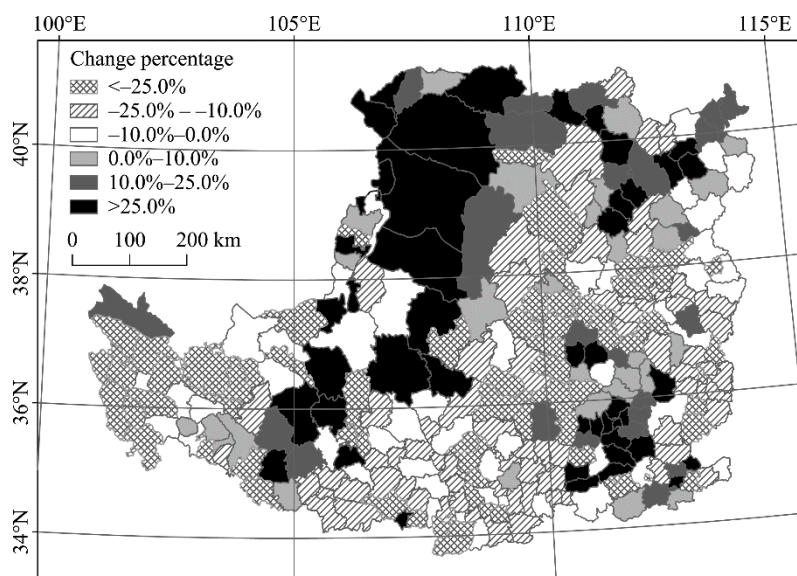 100°E 105°E 110°E 115°E
Change percentage
<–25.0%
–25.0% – –10.0%
–10.0%–0.0%
0.0%–10.0%
10.0%–25.0%
>25.0%
0 100 200 km
40°N
38°N
36°N
34°N